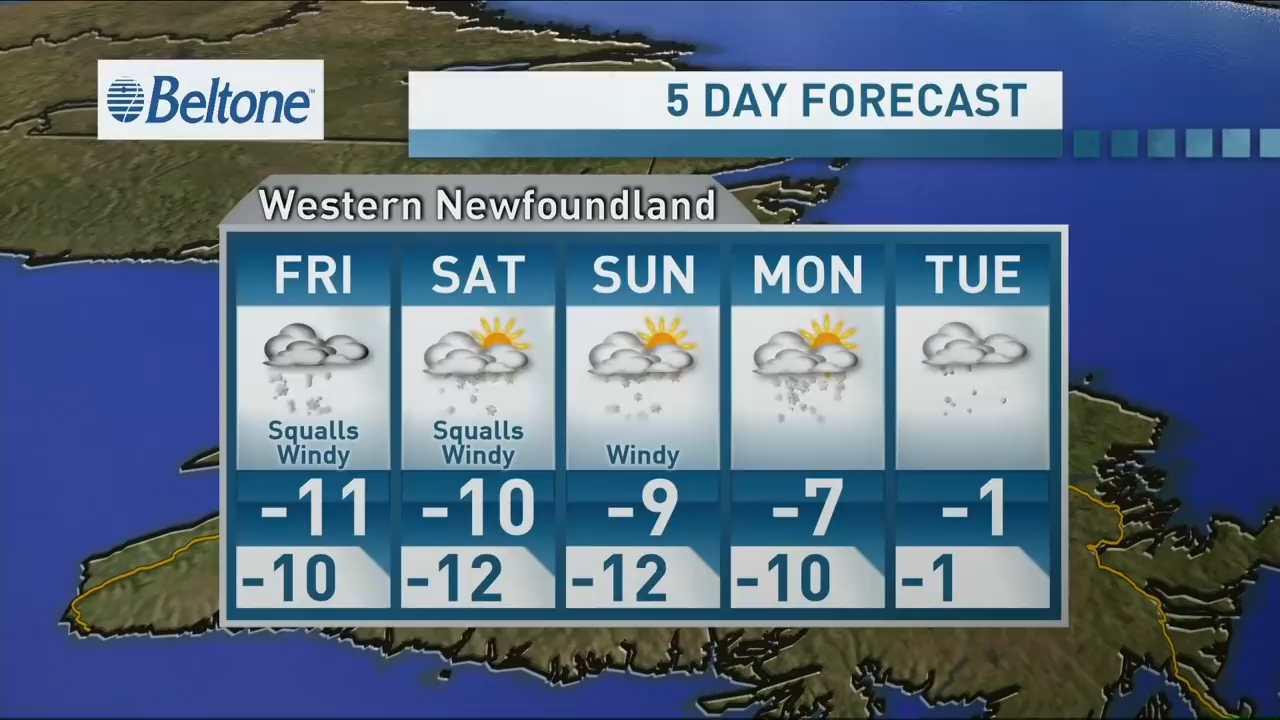 Beltone™
5 DAY FORECAST
Western Newfoundland
FRI SAT SUN MON TUE
Squalls Squalls
Windy Windy Windy
-11 -10 -9 -7 -1
-10 -12 -12 -10 -1